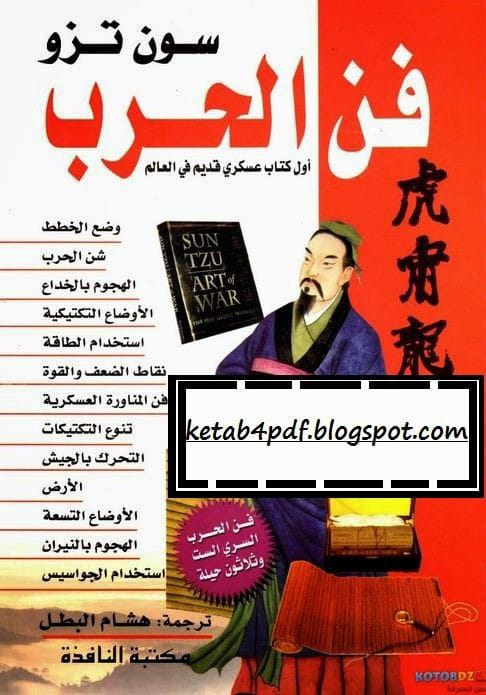 سون تزو
فن الحرب
أول كتاب عسكري قديم في العالم
وضع الخطط
شن الحرب
الهجوم بالخداع
الأوضاع التكتيكية
استخدام الطاقة
نقاط الضعف والقوة
فن المناورة العسكرية
تنوع التكتيكات
التحرك بالجيش
الأرض
الأوضاع التسعة
الهجوم بالنيران
استخدام الجواسيس
SUN
TZU
ART of
WAR
虎
龍
ketab4pdf.blogspot.com
فن الحرب
السري الست
وثلاثون حيلة
ترجمة: هشام البطل
مكتبة النافذة
KOTOBDZ